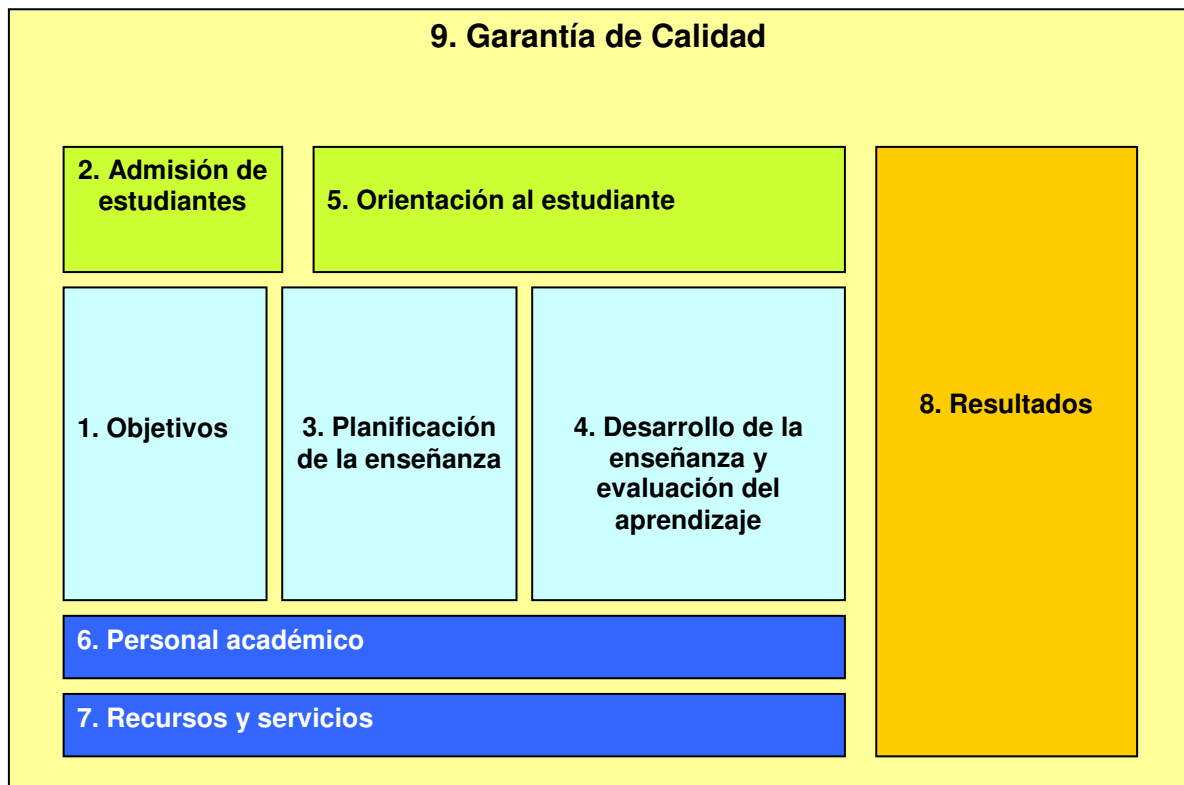 9. Garantía de Calidad
2. Admisión de
estudiantes
5. Orientación al estudiante
1. Objetivos
3. Planificación
de la enseñanza
4. Desarrollo de la
enseñanza y
evaluación del
aprendizaje
8. Resultados
6. Personal académico
7. Recursos y servicios